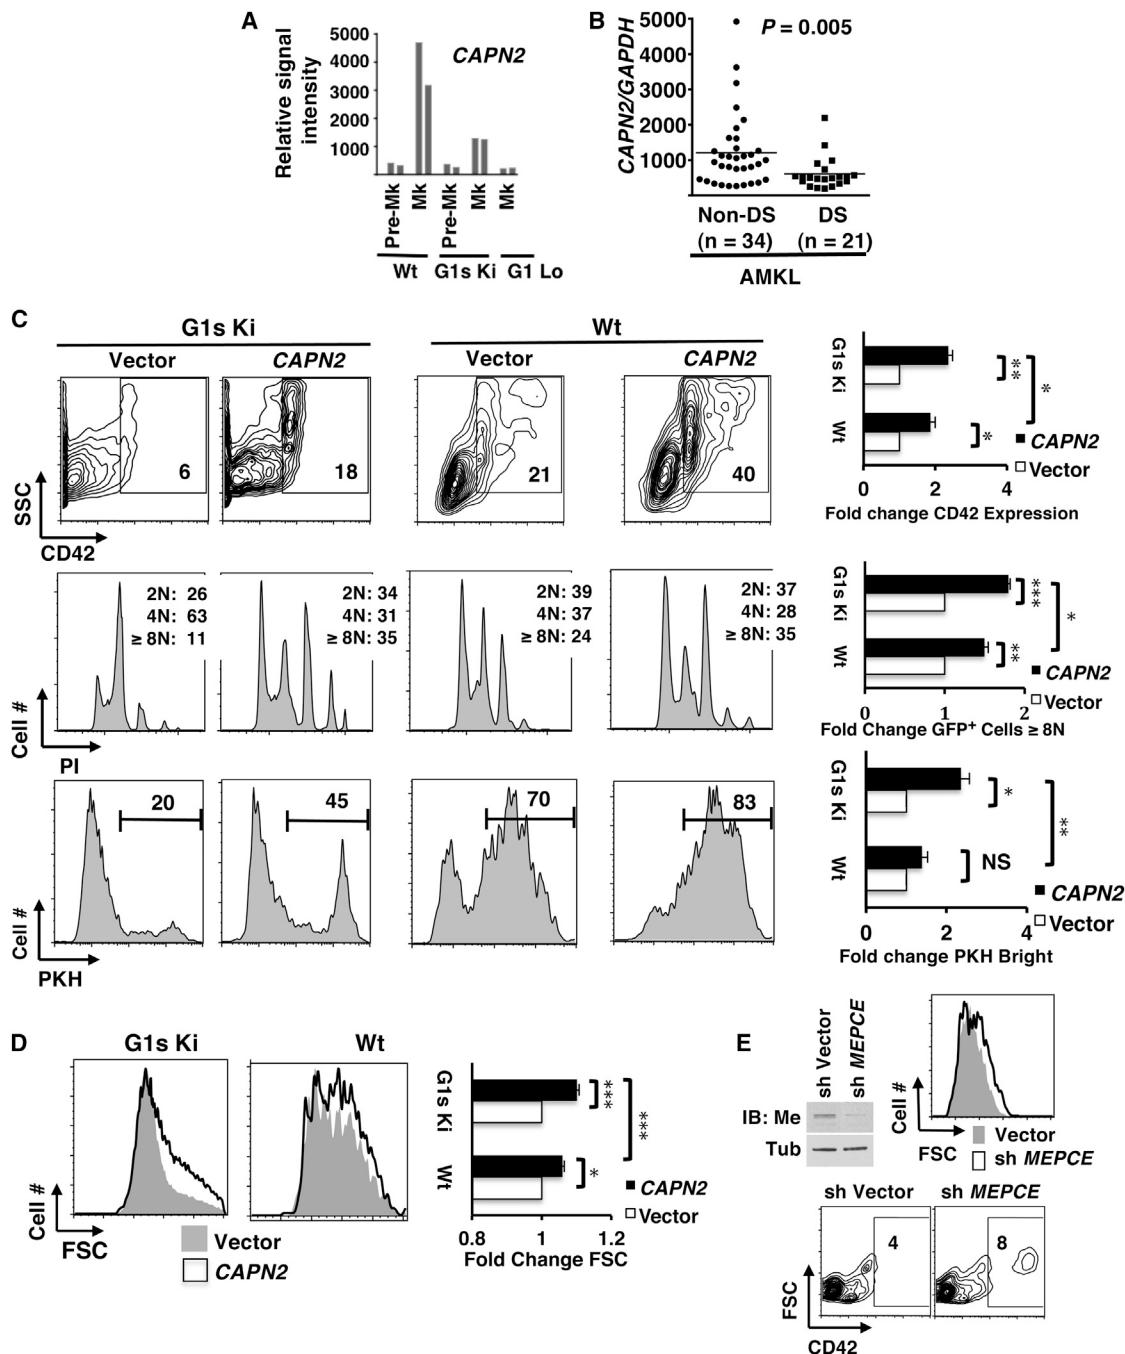 A
Relative signal
intensity
5000
4000
3000
2000
1000
CAPN2
Pre-Mk
Mk
Pre-Mk
Mk
Mk
Wt
G1s Ki
G1 Lo
B
CAPN2/GAPDH
5000
4000
3000
2000
1000
P = 0.005
Non-DS
(n = 34)
DS
(n = 21)
AMKL
C
G1s Ki
Wt
Vector
CAPN2
Vector
CAPN2
6
18
21
40
SSC
CD42
G1s Ki
Wt
**
*
*
CAPN2
Vector
0
2
4
Fold change CD42 Expression
2N: 26
4N: 63
≥ 8N: 11
2N: 34
4N: 31
≥ 8N: 35
2N: 39
4N: 37
≥ 8N: 24
2N: 37
4N: 28
≥ 8N: 35
Cell #
PI
G1s Ki
Wt
***
**
*
CAPN2
Vector
0
1
2
Fold Change GFP+ Cells ≥ 8N
20
45
70
83
Cell #
PKH
G1s Ki
Wt
*
NS
**
CAPN2
Vector
0
2
4
Fold change PKH Bright
D
G1s Ki
Wt
Cell #
FSC
Vector
CAPN2
G1s Ki
Wt
***
*
***
CAPN2
Vector
0.8
1
1.2
Fold Change FSC
E
sh Vector
sh MEPCE
IB: Me
Tub
Cell #
FSC
Vector
sh MEPCE
sh Vector
sh MEPCE
4
8
FSC
CD42